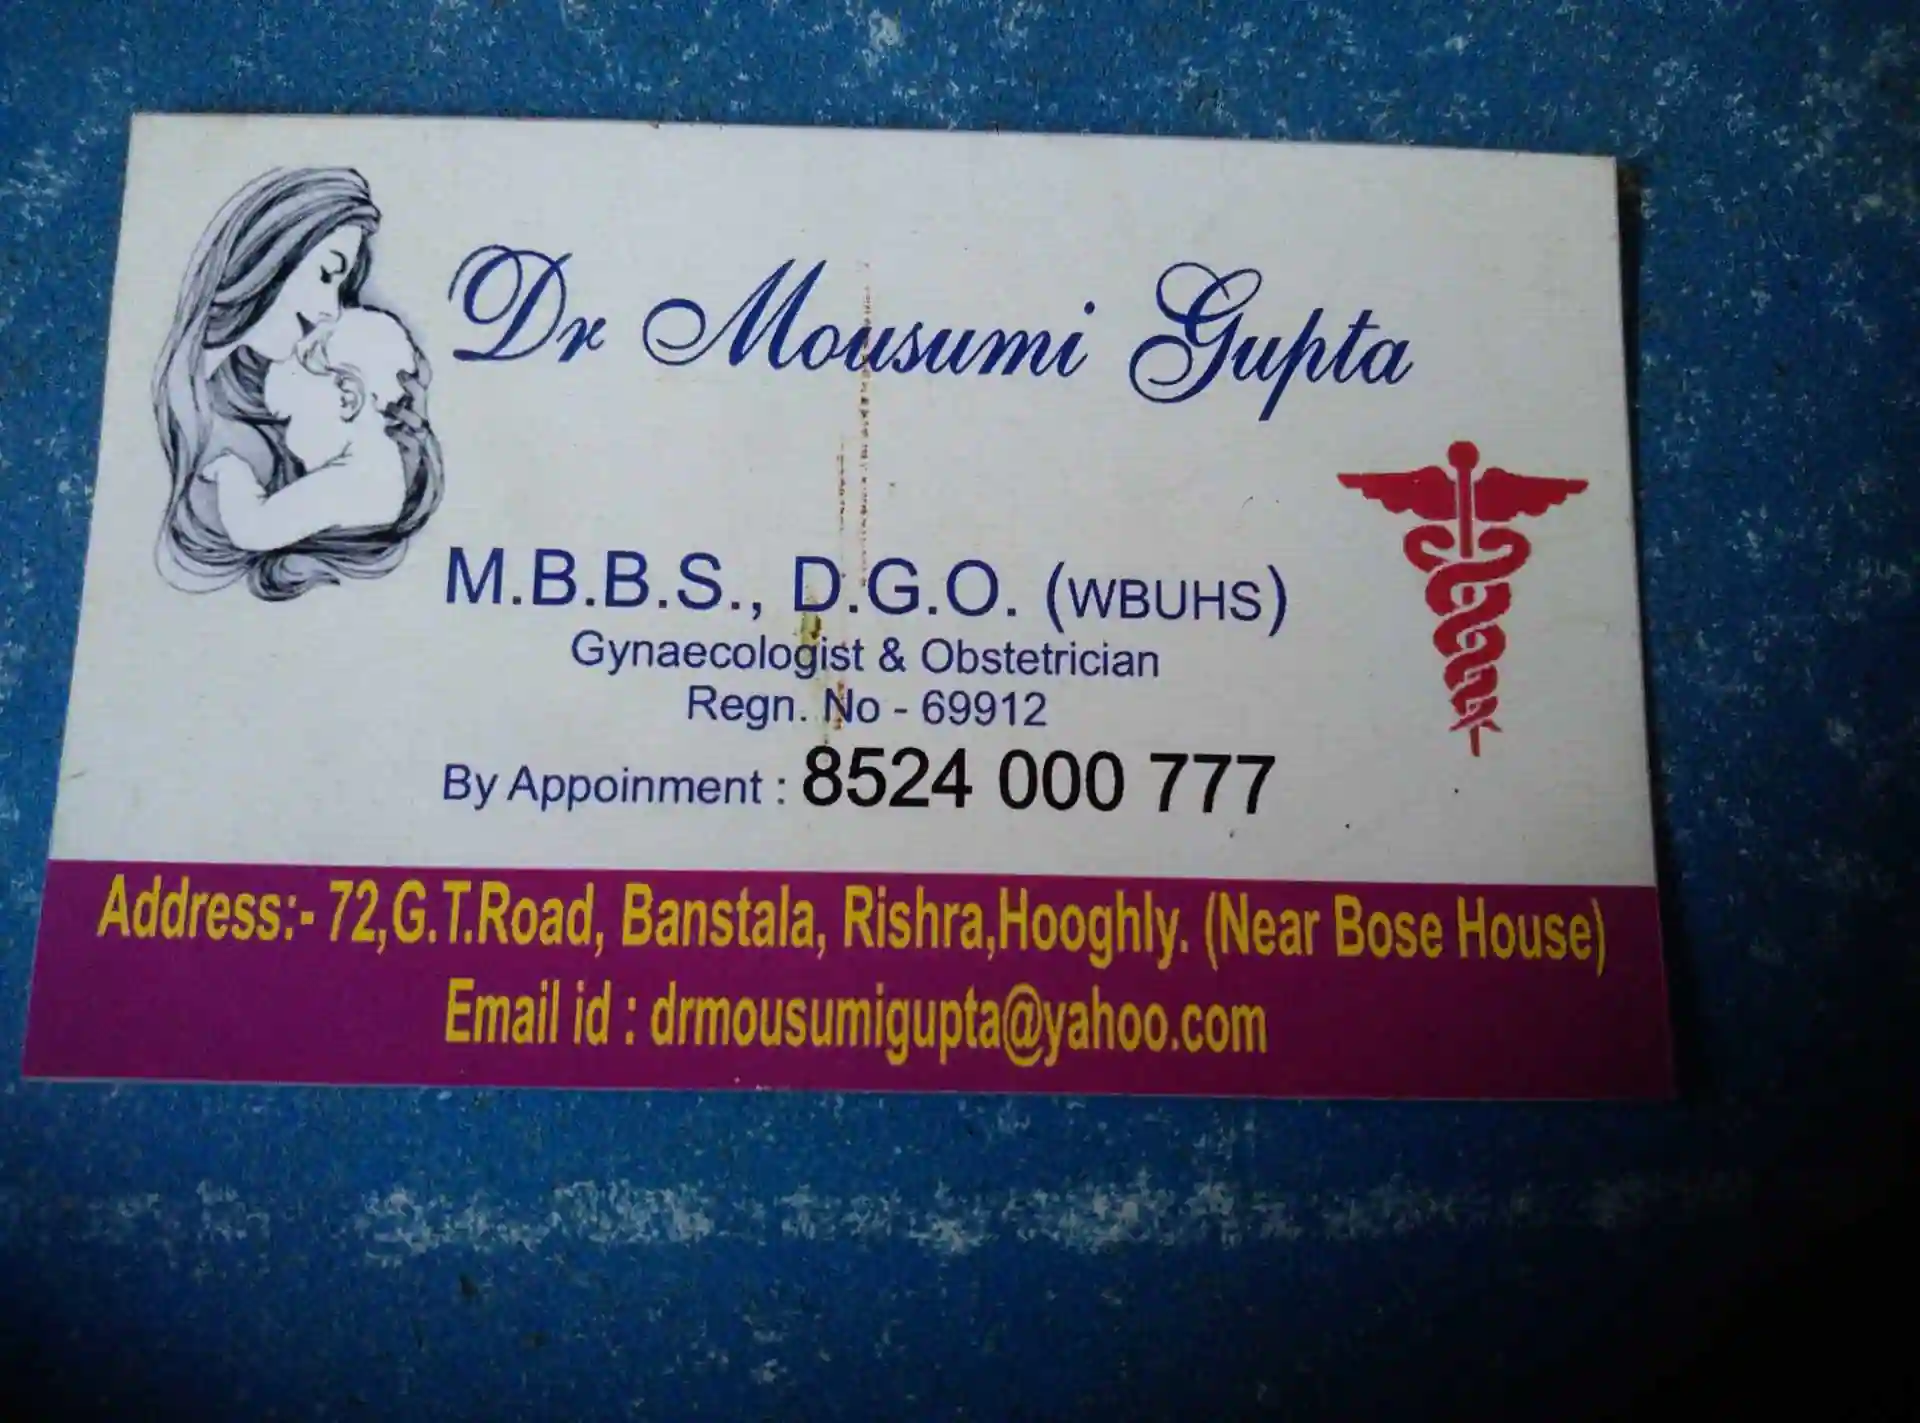 Dr Mousumi Gupta
M.B.B.S., D.G.O. (WBUHS)
Gynaecologist & Obstetrician
Regn. No - 69912
By Appoinment : 8524 000 777
Address:- 72,G.T.Road, Banstala, Rishra,Hooghly. (Near Bose House)
Email id : drmousumigupta@yahoo.com